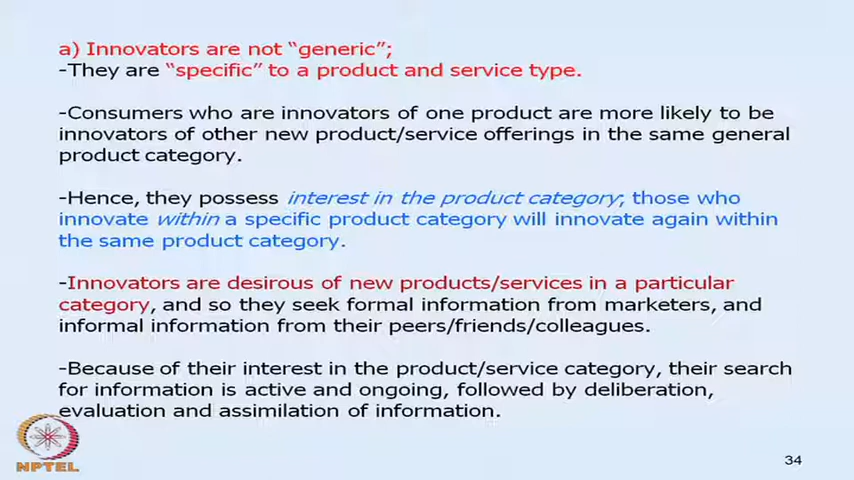 a) Innovators are not “generic”;
-They are “specific” to a product and service type.
-Consumers who are innovators of one product are more likely to be
innovators of other new product/service offerings in the same general
product category.
-Hence, they possess interest in the product category; those who
innovate within a specific product category will innovate again within
the same product category.
-Innovators are desirous of new products/services in a particular
category, and so they seek formal information from marketers, and
informal information from their peers/friends/colleagues.
-Because of their interest in the product/service category, their search
for information is active and ongoing, followed by deliberation,
evaluation and assimilation of information.
NPTEL
34